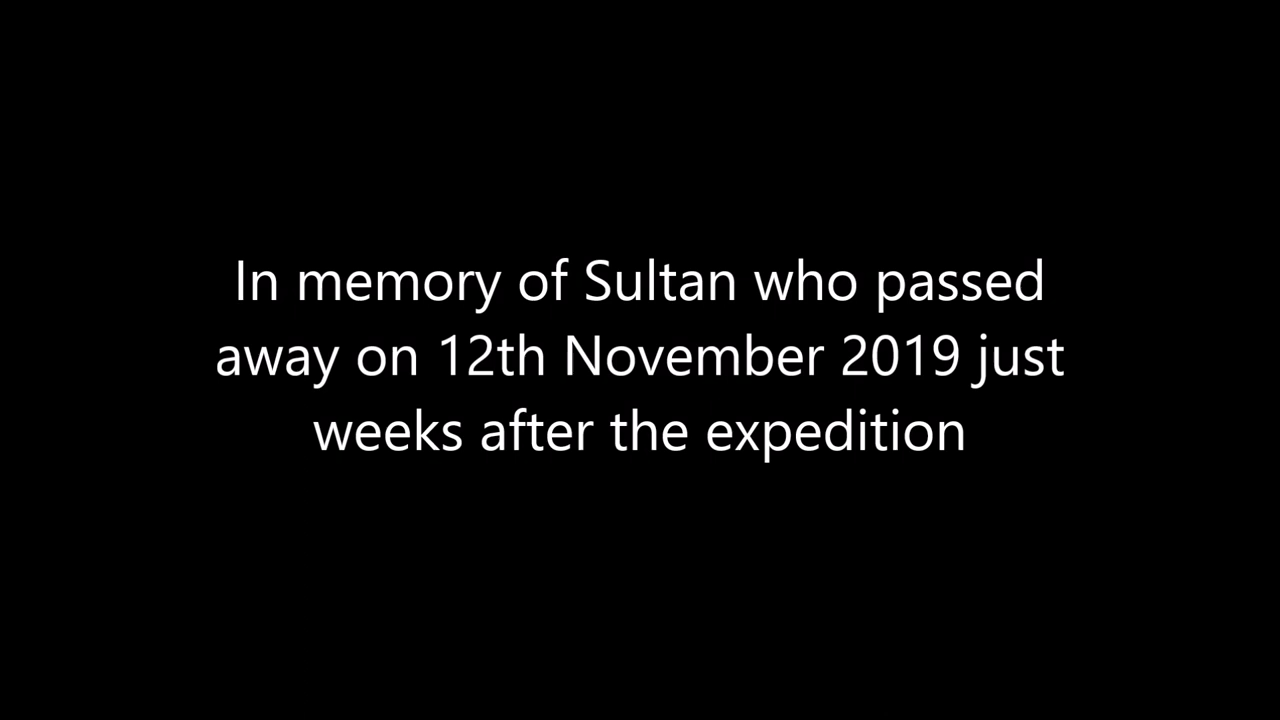 In memory of Sultan who passed
away on 12th November 2019 just
weeks after the expedition